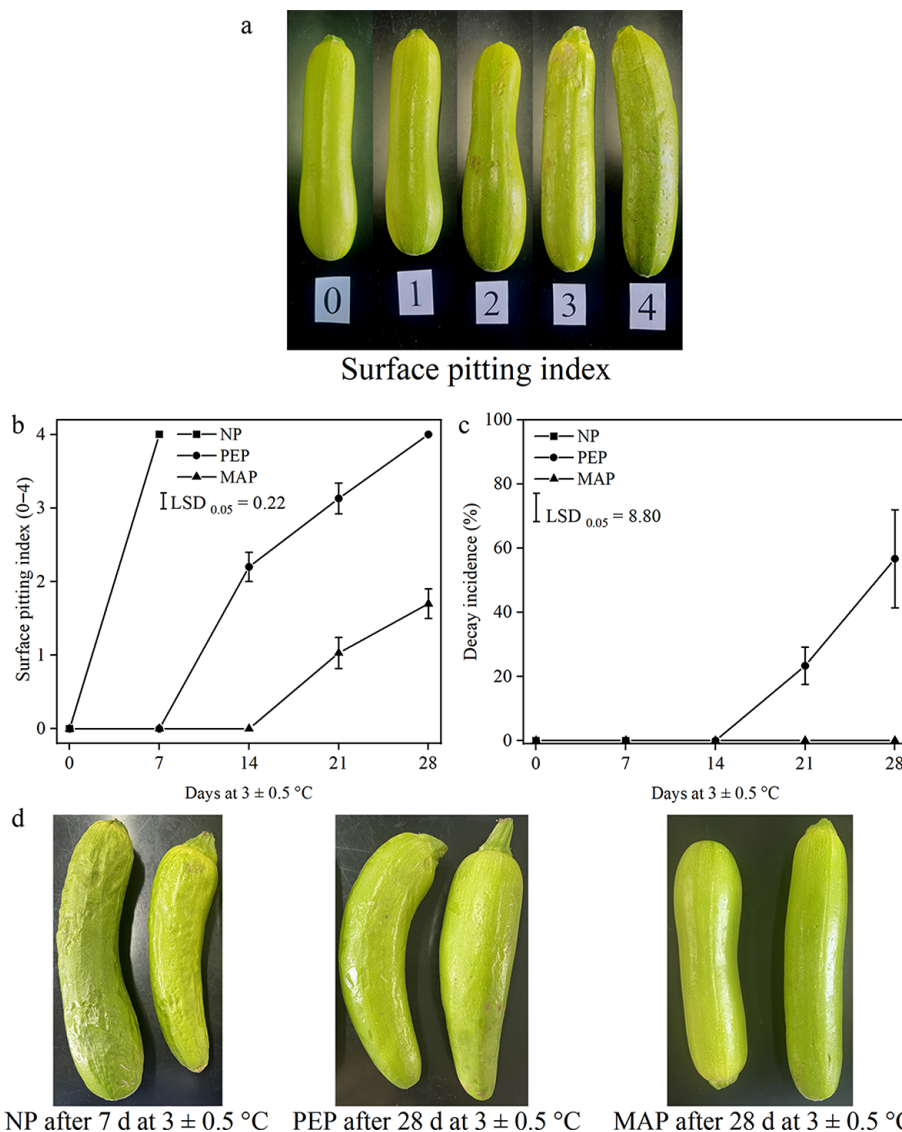 a
0 1 2 3 4
Surface pitting index
b
NP
PEP
MAP
LSD 0.05 = 0.22
Surface pitting index (0–4)
4
3
2
1
0
0 7 14 21 28
Days at 3 ± 0.5 °C
c
NP
PEP
MAP
LSD 0.05 = 8.80
Decay incidence (%)
100
80
60
40
20
0
0 7 14 21 28
Days at 3 ± 0.5 °C
d
NP after 7 d at 3 ± 0.5 °C
PEP after 28 d at 3 ± 0.5 °C
MAP after 28 d at 3 ± 0.5 °C